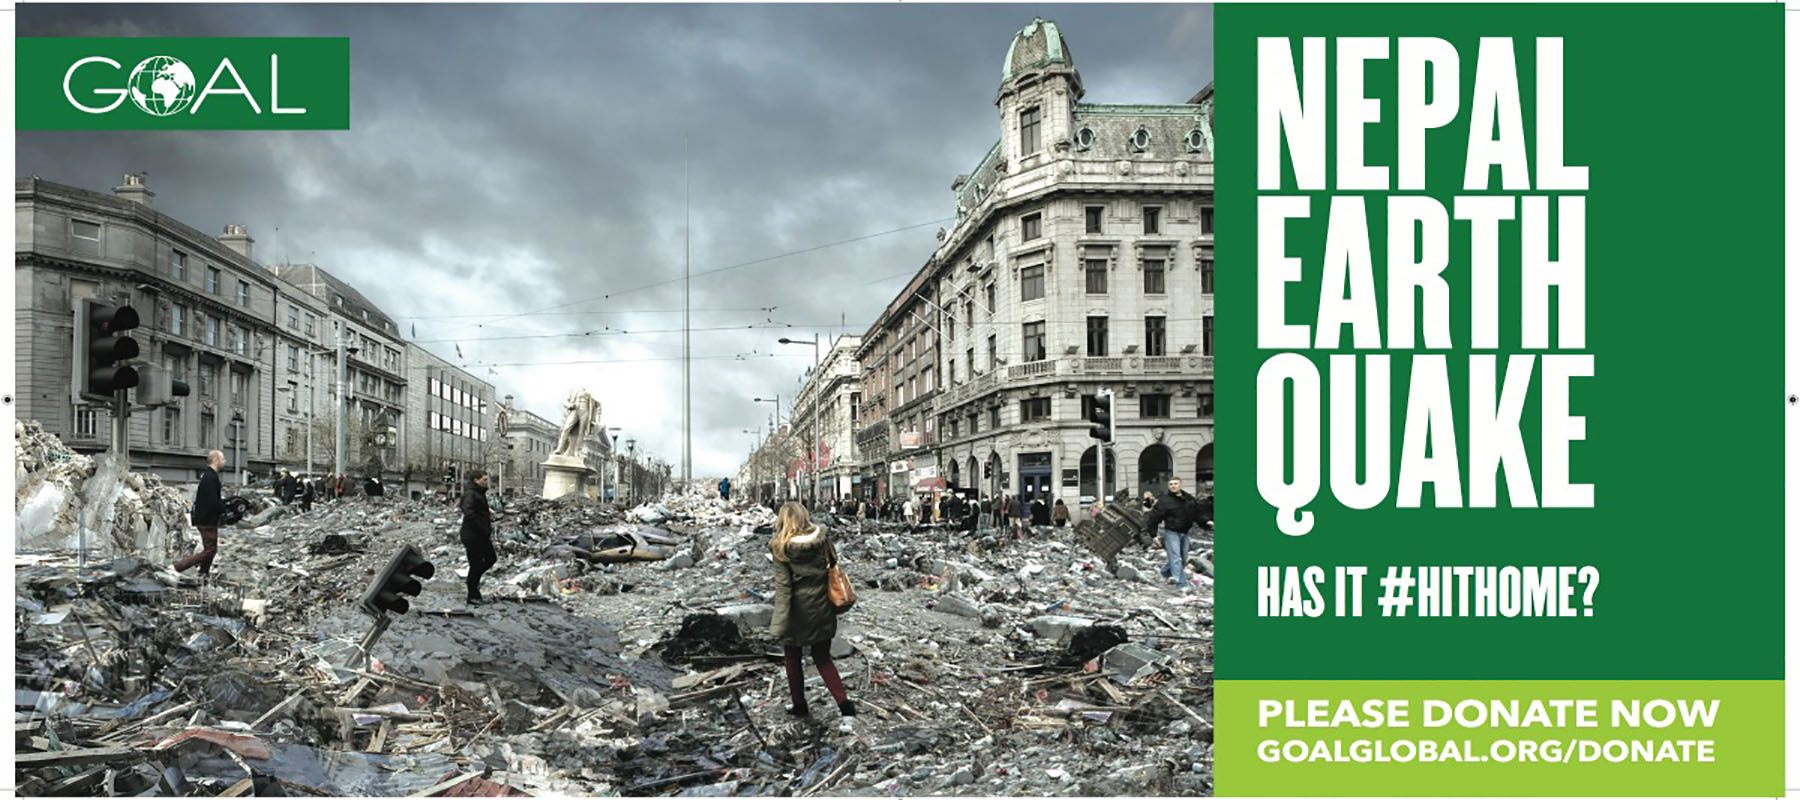 GOAL
NEPAL
EARTH
QUAKE
HAS IT #HITHOME?
PLEASE DONATE NOW
GOALGLOBAL.ORG/DONATE